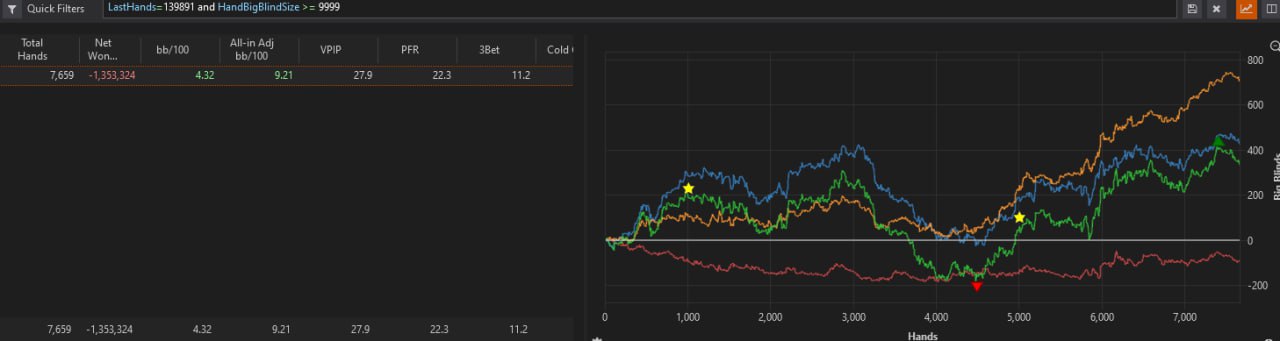 Quick Filters
LastHands=139891 and HandBigBlindSize >= 9999
Total Hands
Net Won...
bb/100
All-in Adj bb/100
VPIP
PFR
3Bet
Cold
7,659 -1,353,324 4.32 9.21 27.9 22.3 11.2
7,659 -1,353,324 4.32 9.21 27.9 22.3 11.2
800
600
400
200
0
-200
Big Blinds
0 1,000 2,000 3,000 4,000 5,000 6,000 7,000
Hands